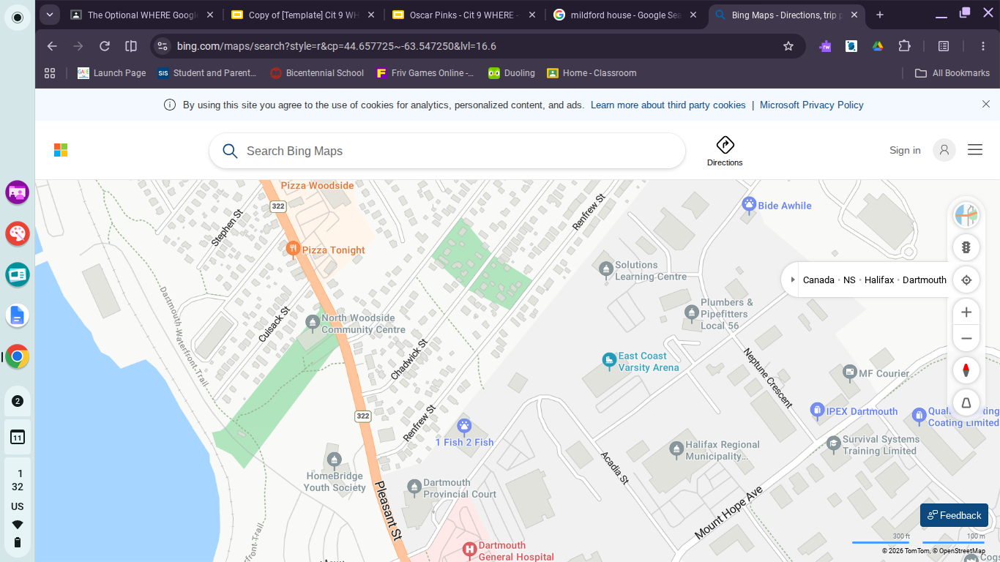 The Optional WHERE Googl
Copy of [Template] Cit 9 WH
Oscar Pinks - Cit 9 WHERE -
mildford house - Google Sea
Bing Maps - Directions, trip p
bing.com/maps/search?style=r&cp=44.657725~-63.547250&lvl=16.6
Launch Page
SIS
Student and Parent...
Bicentennial School
Friv Games Online -...
Duoling
Home - Classroom
All Bookmarks
By using this site you agree to the use of cookies for analytics, personalized content, and ads. Learn more about third party cookies | Microsoft Privacy Policy
Search Bing Maps
Directions
Sign in
Pizza Woodside
322
Stephen St
Pizza Tonight
Renfrew St
Bide Awhile
Solutions
Learning Centre
Canada · NS · Halifax · Dartmouth
Plumbers &
Pipefitters
Local 56
Dartmouth-Waterfront-Trail
Cuisack St
North Woodside
Community Centre
Chadwick St
East Coast
Varsity Arena
Neptune Crescent
MF Courier
322
Renfrew St
1 Fish 2 Fish
IPEX Dartmouth
Coating Limited
Survival Systems
Training Limited
Halifax Regional
Municipality...
Acadia St
HomeBridge
Youth Society
Dartmouth
Provincial Court
Pleasant St
Mount Hope Ave
Feedback
Dartmouth
General Hospital
300 ft
100 m
© 2026 TomTom, © OpenStreetMap
2
11
1
32
US